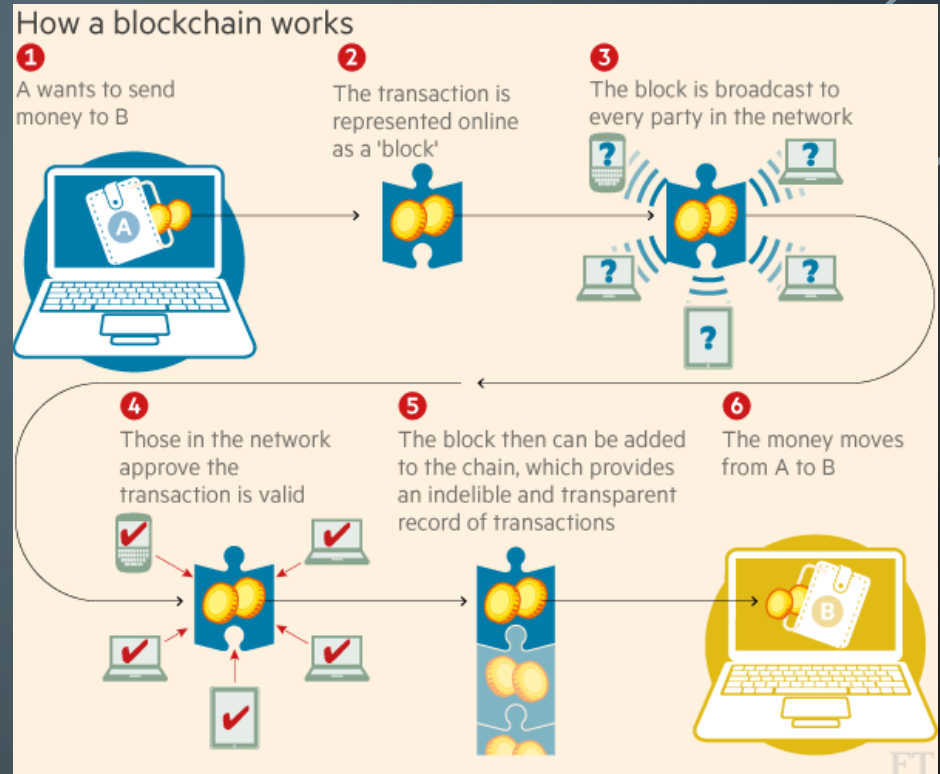 How a blockchain works
1
A wants to send
money to B
A
2
The transaction is
represented online
as a 'block'
3
The block is broadcast to
every party in the network
?
?
?
?
?
4
Those in the network
approve the
transaction is valid
5
The block then can be added
to the chain, which provides
an indelible and transparent
record of transactions
6
The money moves
from A to B
B
FT